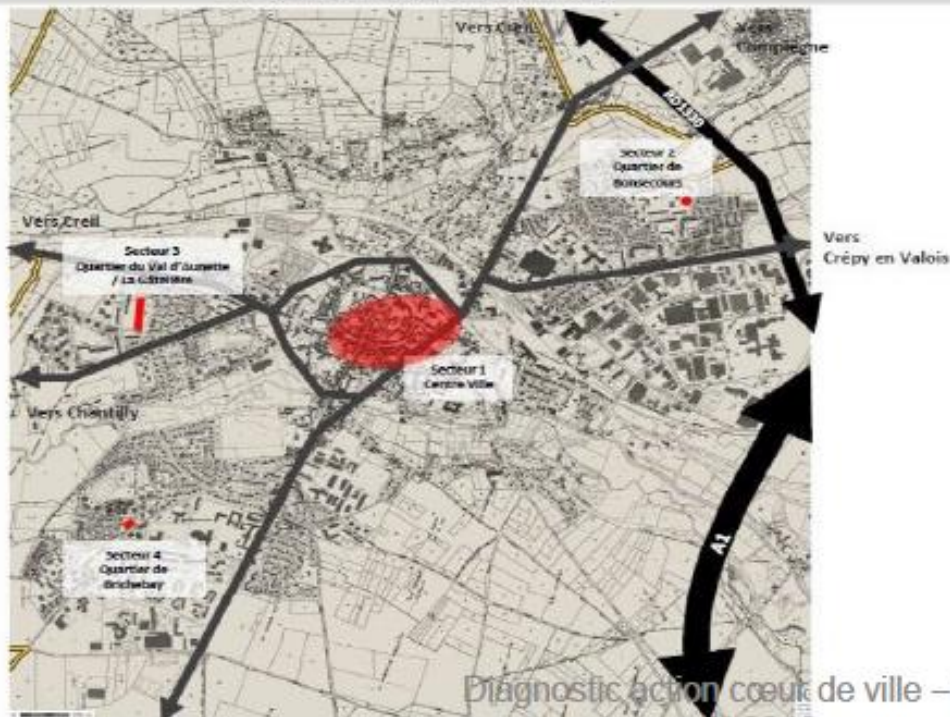 Vers Creil
Vers
Compiègne
RD1330
Secteur 2
Quartier de
Bonsecours
Vers Creil
Secteur 3
Quartier du Val d'Aunette
/ La Gâtelière
Vers
Crépy en Valois
Secteur 1
Centre Ville
Vers Chantilly
Secteur 4
Quartier de
Brichebay
A1
Diagnostic action cœur de ville –